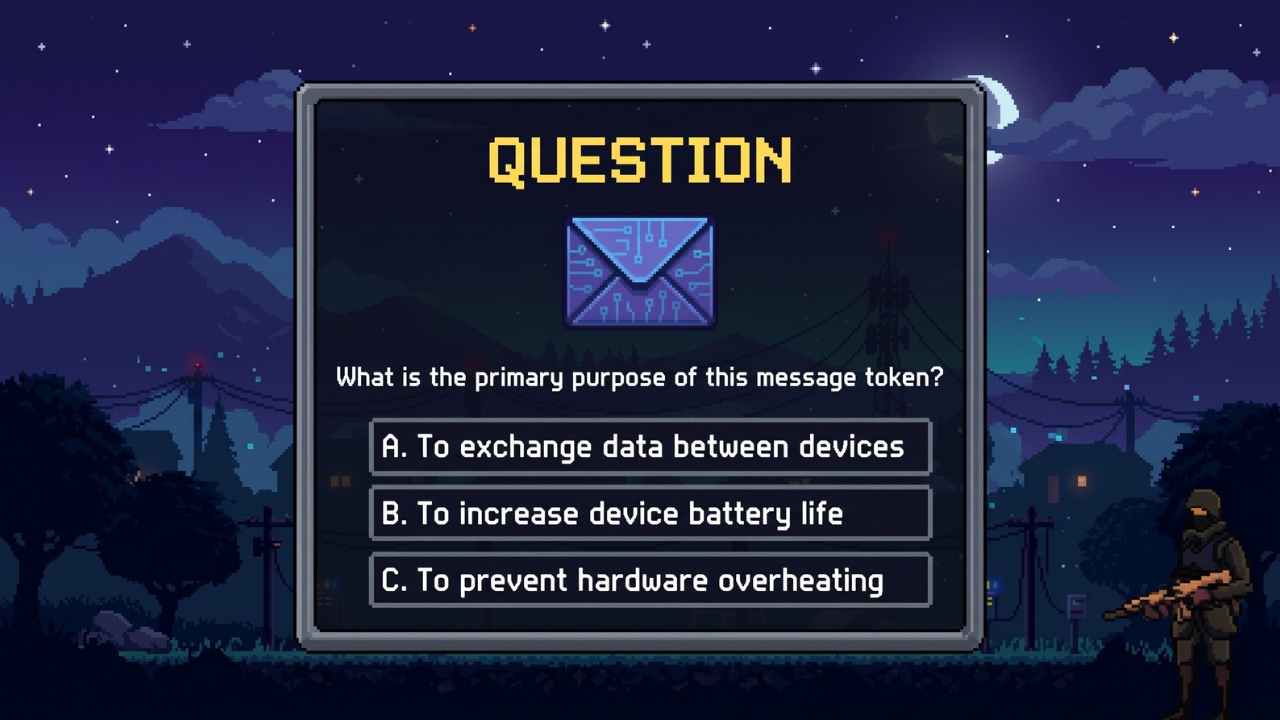 QUESTION
What is the primary purpose of this message token?
A. To exchange data between devices
B. To increase device battery life
C. To prevent hardware overheating